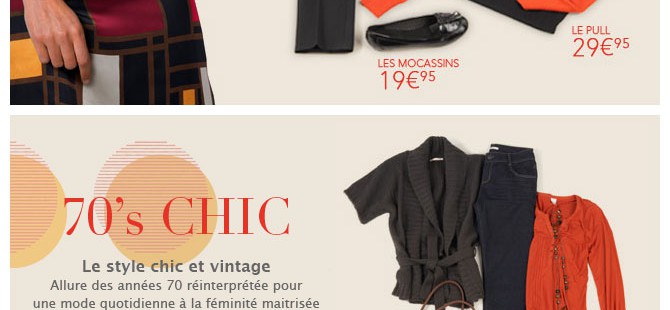 LE PULL
29€95
LES MOCASSINS
19€95
70's CHIC
Le style chic et vintage
Allure des années 70 réinterprétée pour
une mode quotidienne à la féminité maitrisée